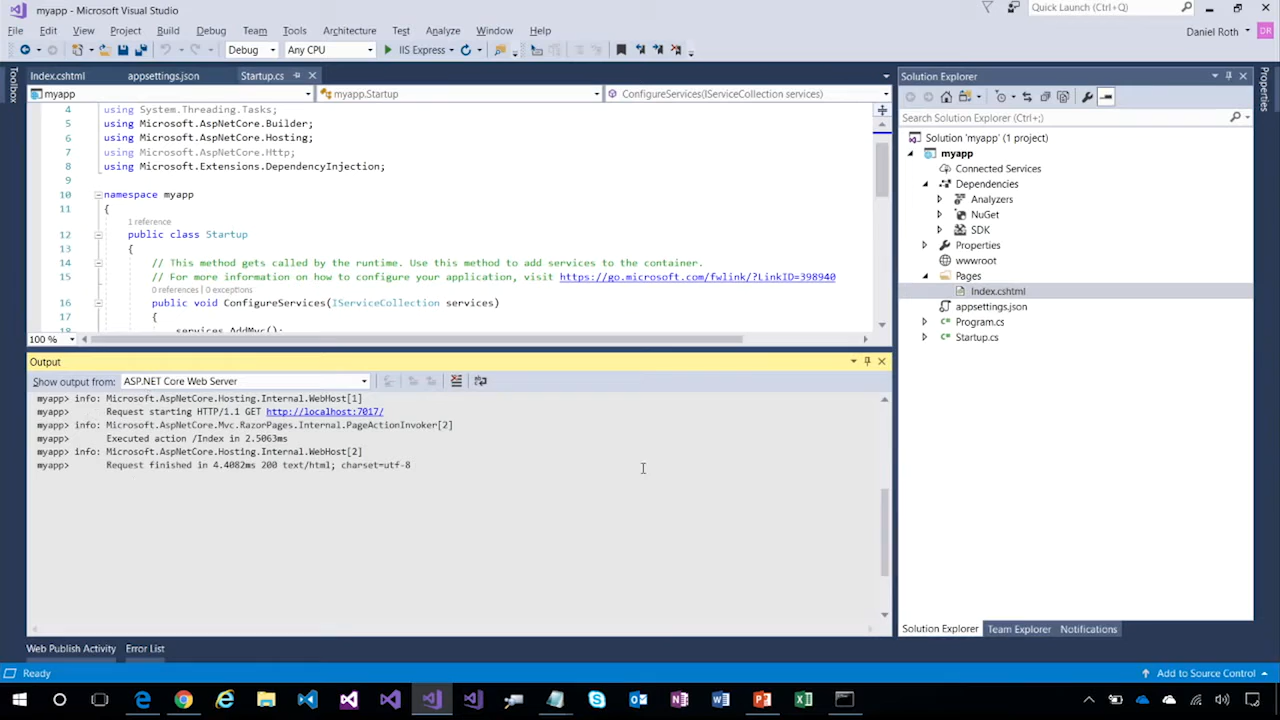 myapp - Microsoft Visual Studio
Quick Launch (Ctrl+Q)
File Edit View Project Build Debug Team Tools Architecture Test Analyze Window Help
Daniel Roth DR
Debug Any CPU IIS Express
Toolbox
Index.cshtml appsettings.json Startup.cs
myapp myapp.Startup ConfigureServices(IServiceCollection services)
4 using System.Threading.Tasks;
5 using Microsoft.AspNetCore.Builder;
6 using Microsoft.AspNetCore.Hosting;
7 using Microsoft.AspNetCore.Http;
8 using Microsoft.Extensions.DependencyInjection;
9
10 namespace myapp
11 {
1 reference
12 public class Startup
13 {
14 // This method gets called by the runtime. Use this method to add services to the container.
15 // For more information on how to configure your application, visit https://go.microsoft.com/fwlink/?LinkID=398940
0 references | 0 exceptions
16 public void ConfigureServices(IServiceCollection services)
17 {
18 services.AddMvc();
100 %
Output
Show output from: ASP.NET Core Web Server
myapp> info: Microsoft.AspNetCore.Hosting.Internal.WebHost[1]
myapp> Request starting HTTP/1.1 GET http://localhost:7017/
myapp> info: Microsoft.AspNetCore.Mvc.RazorPages.Internal.PageActionInvoker[2]
myapp> Executed action /Index in 2.5063ms
myapp> info: Microsoft.AspNetCore.Hosting.Internal.WebHost[2]
myapp> Request finished in 4.4082ms 200 text/html; charset=utf-8
Web Publish Activity Error List
Solution Explorer
Search Solution Explorer (Ctrl+;)
Solution 'myapp' (1 project)
myapp
Connected Services
Dependencies
Analyzers
NuGet
SDK
Properties
wwwroot
Pages
Index.cshtml
appsettings.json
Program.cs
Startup.cs
Solution Explorer Team Explorer Notifications
Properties
Ready
Add to Source Control